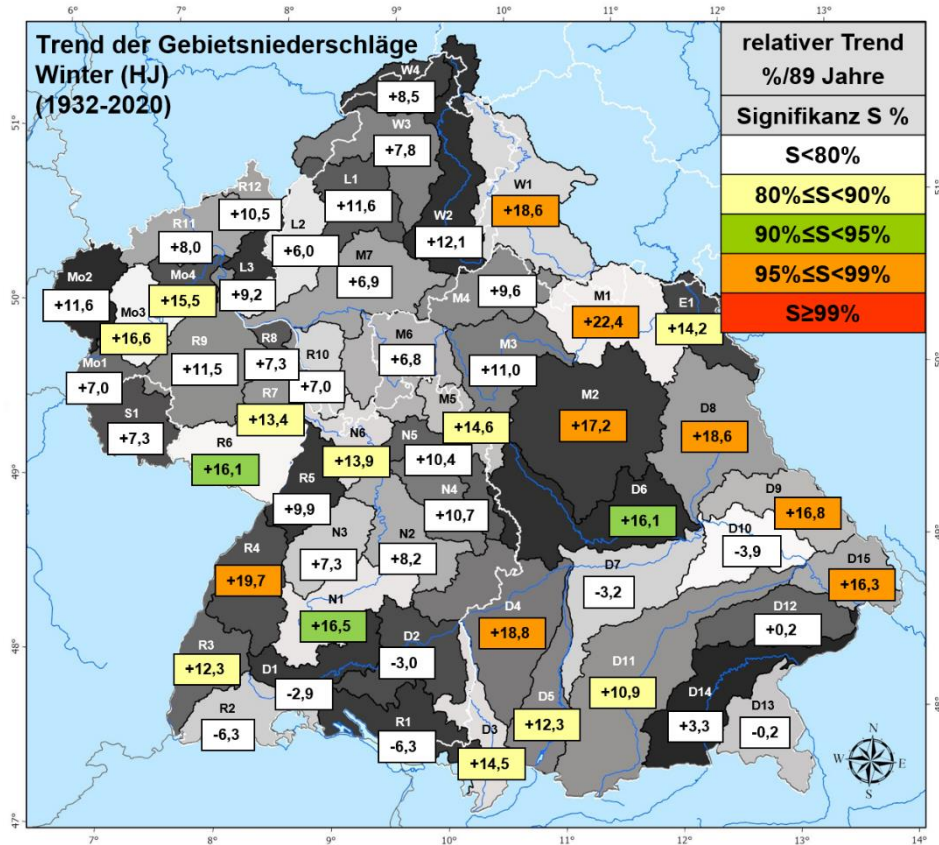 6° 7° 8° 9° 10° 11° 12° 13°
Trend der Gebietsniederschläge
Winter (HJ)
(1932-2020)
relativer Trend
%/89 Jahre
Signifikanz S %
S<80%
80%≤S<90%
90%≤S<95%
95%≤S<99%
S≥99%
W4
+8,5
51°
W3
+7,8
L1
+11,6
W1
+18,6
51°
R12
+10,5
L2
+6,0
W2
+12,1
R11
+8,0
M7
+6,9
Mo2
+11,6
Mo4
+15,5
L3
+9,2
M4
+9,6
M1
+22,4
E1
+14,2
50°
Mo3
+16,6
R9
+11,5
R8
+7,3
R10
+7,0
M6
+6,8
M3
+11,0
50°
Mo1
+7,0
R7
+13,4
M5
+14,6
M2
+17,2
D8
+18,6
S1
+7,3
R6
+16,1
N6
+13,9
N5
+10,4
49°
R5
+9,9
N4
+10,7
D6
+16,1
D9
+16,8
D10
-3,9
R4
+19,7
N3
+7,3
N2
+8,2
D7
-3,2
D15
+16,3
N1
+16,5
D4
+18,8
D12
+0,2
48°
R3
+12,3
D2
-3,0
D11
+10,9
D1
-2,9
R2
-6,3
R1
-6,3
D5
+12,3
D14
+3,3
D13
-0,2
48°
D3
+14,5
N
W E
S
47°
7° 8° 9° 10° 11° 12° 13° 14°